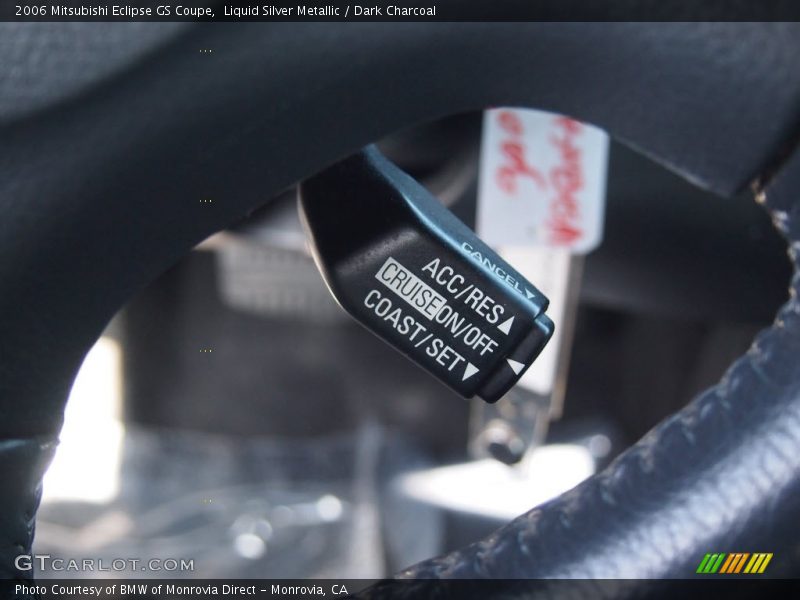 2006 Mitsubishi Eclipse GS Coupe,  Liquid Silver Metallic / Dark Charcoal
CANCEL▼
ACC/RES▲
CRUISE ON/OFF
COAST/SET▼
GTCARLOT.COM
Photo Courtesy of BMW of Monrovia Direct - Monrovia, CA